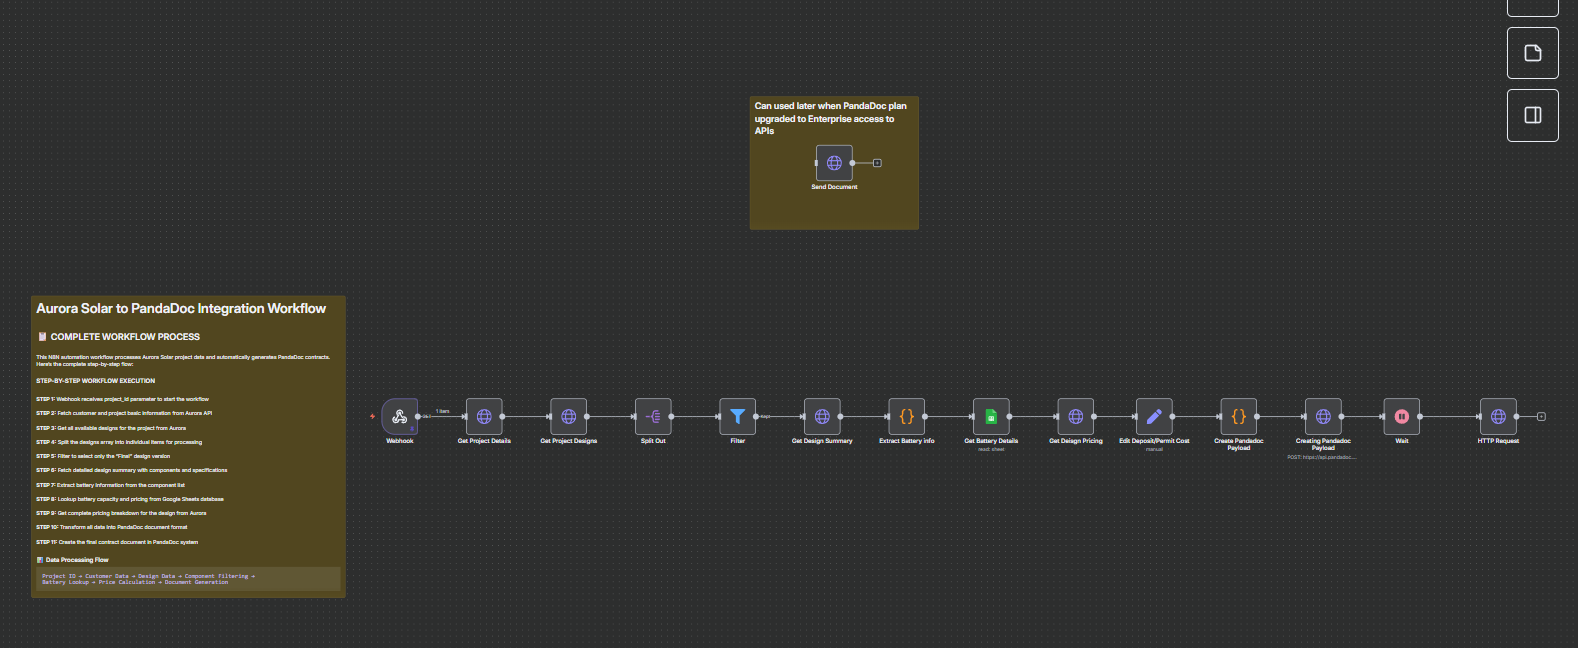 Can used later when PandaDoc plan
upgraded to Enterprise access to
APIs
Send Document
Aurora Solar to PandaDoc Integration Workflow
COMPLETE WORKFLOW PROCESS
This N8N automation workflow processes Aurora Solar project data and automatically generates PandaDoc contracts.
Here's the complete step-by-step flow:
STEP-BY-STEP WORKFLOW EXECUTION
STEP 1: Webhook receives project_id parameter to start the workflow
STEP 2: Fetch customer and project basic information from Aurora API
STEP 3: Get all available designs for the project from Aurora
STEP 4: Split the designs array into individual items for processing
STEP 5: Filter to select only the "Final" design version
STEP 6: Fetch detailed design summary with components and specifications
STEP 7: Extract battery information from the component list
STEP 8: Lookup battery capacity and pricing from Google Sheets database
STEP 9: Get complete pricing breakdown for the design from Aurora
STEP 10: Transform all data into PandaDoc document format
STEP 11: Create the final contract document in PandaDoc system
Data Processing Flow
Project ID → Customer Data → Design Data → Component Filtering →
Battery Lookup → Price Calculation → Document Generation
1 item
Kept
Webhook
Get Project Details
Get Project Designs
Split Out
Filter
Get Design Summary
Extract Battery info
Get Battery Details
read: sheet
Get Deisgn Pricing
Edit Deposit/Permit Cost
manual
Create Pandadoc
Payload
Creating Pandadoc
Payload
POST: https://api.pandadoc...
Wait
HTTP Request